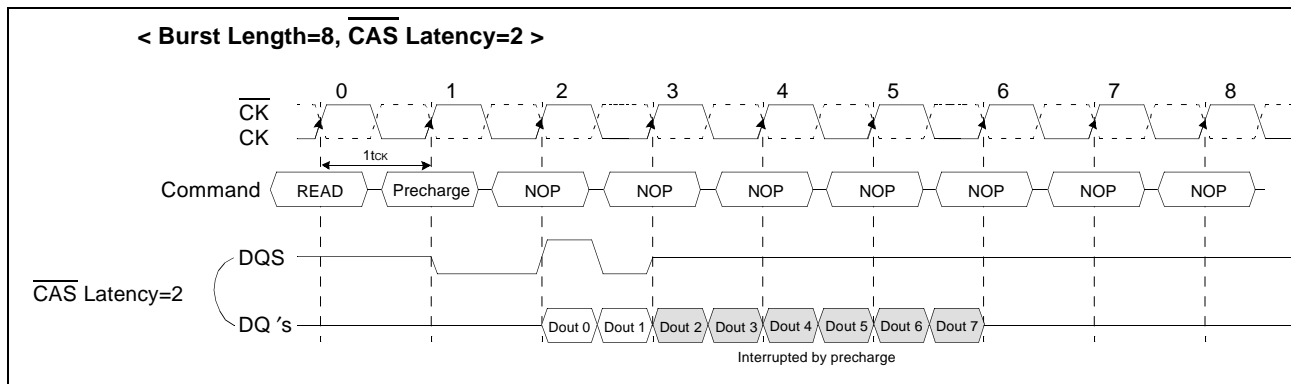 < Burst Length=8, CAS Latency=2 >
0 1 2 3 4 5 6 7 8
CK
CK
1tCK
Command READ Precharge NOP NOP NOP NOP NOP NOP NOP
DQS
CAS Latency=2
DQ 's Dout 0 Dout 1 Dout 2 Dout 3 Dout 4 Dout 5 Dout 6 Dout 7
Interrupted by precharge